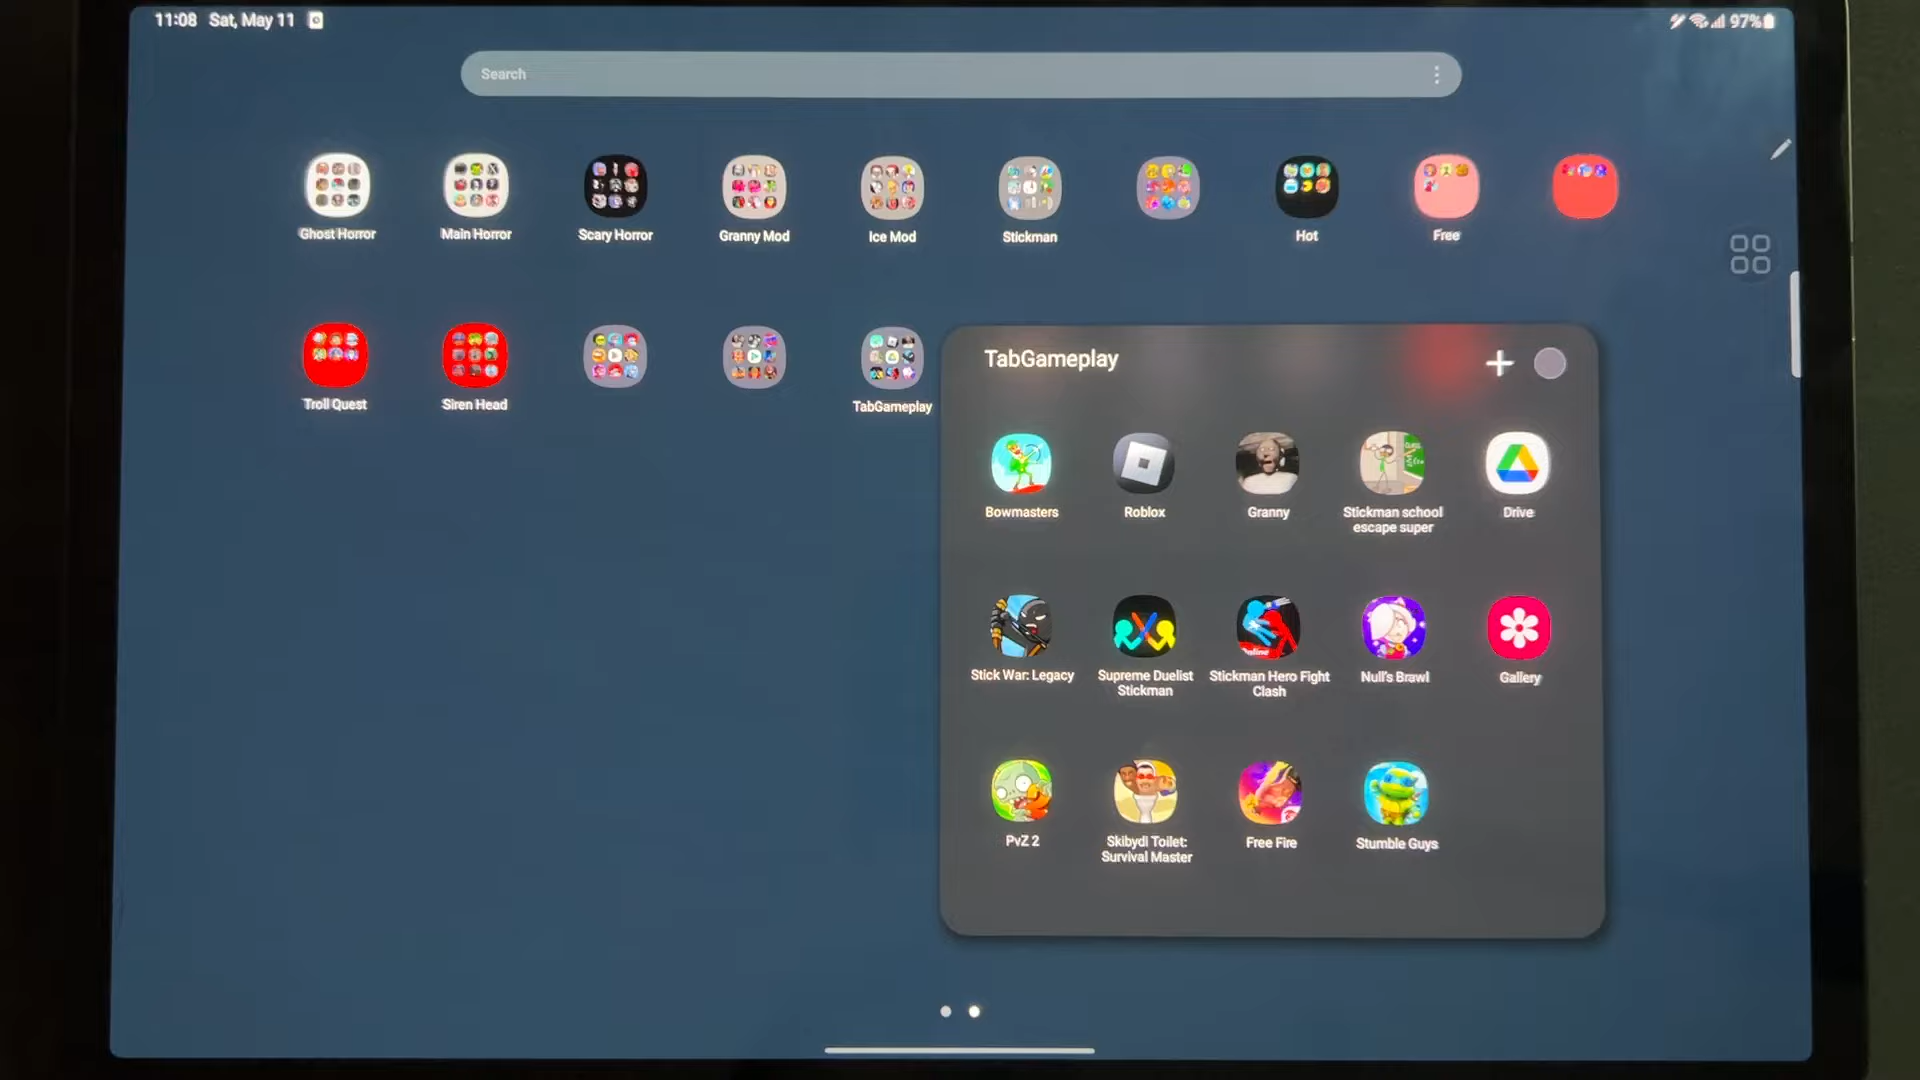 11:08 Sat, May 11
97%
Search
Ghost Horror
Main Horror
Scary Horror
Granny Mod
Ice Mod
Stickman
Hot
Free
Troll Quest
Siren Head
TabGameplay
TabGameplay
Bowmasters
Roblox
Granny
Stickman school
escape super
Drive
Stick War: Legacy
Supreme Duelist
Stickman
Stickman Hero Fight
Clash
Null's Brawl
Gallery
PvZ 2
Skibydi Toilet:
Survival Master
Free Fire
Stumble Guys